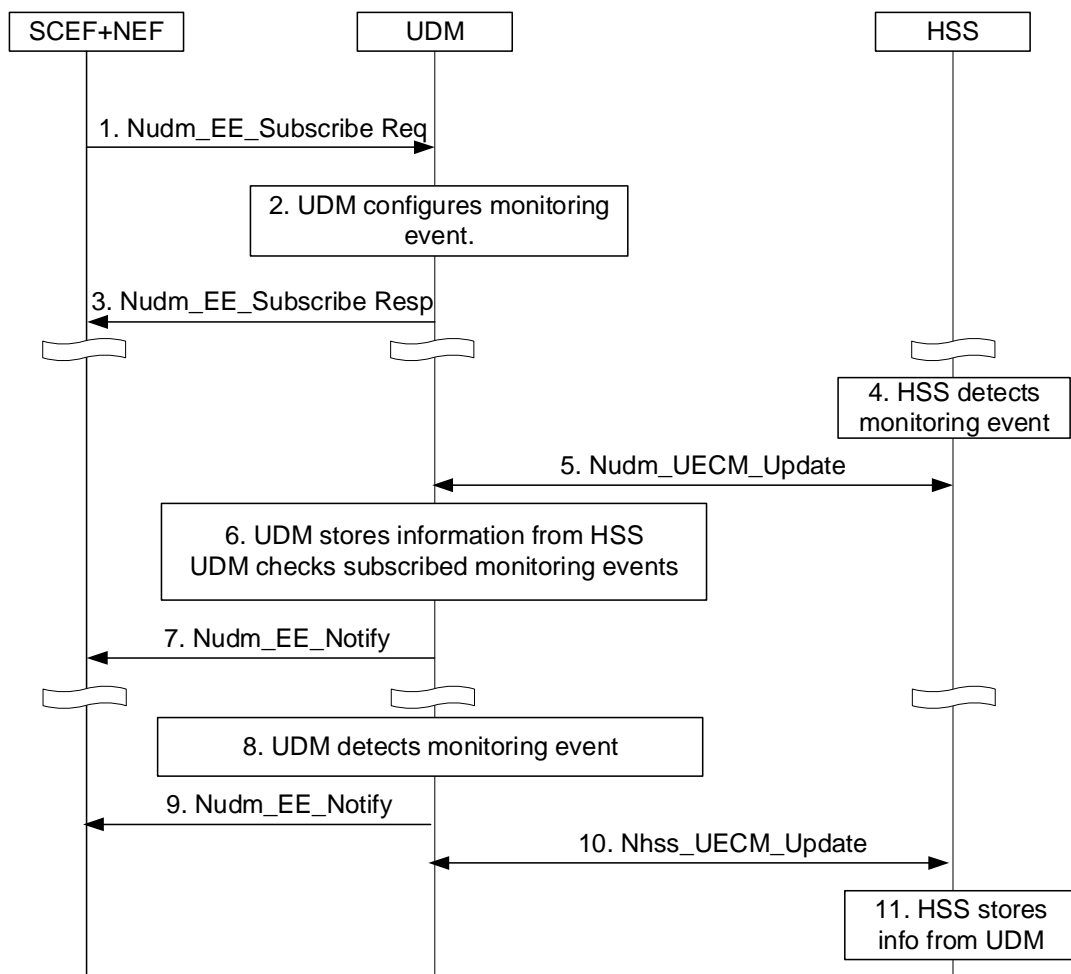 SCEF+NEF
UDM
HSS
1. Nudm_EE_Subscribe Req
2. UDM configures monitoring
event.
3. Nudm_EE_Subscribe Resp
4. HSS detects
monitoring event
5. Nudm_UECM_Update
6. UDM stores information from HSS
UDM checks subscribed monitoring events
7. Nudm_EE_Notify
8. UDM detects monitoring event
9. Nudm_EE_Notify
10. Nhss_UECM_Update
11. HSS stores
info from UDM